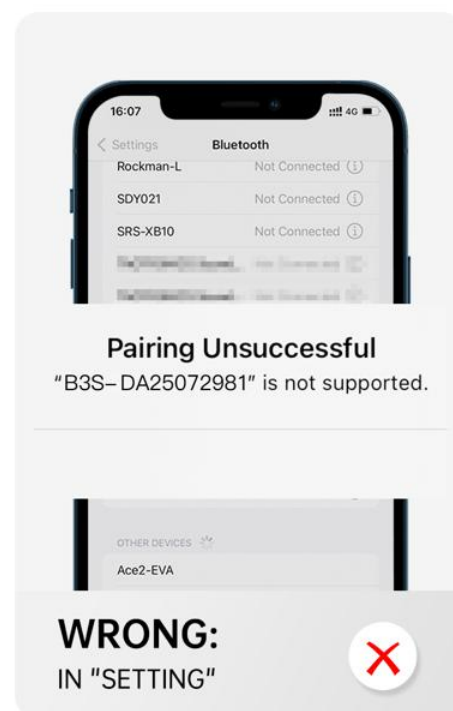 16:07 4G
Settings Bluetooth
Rockman-L Not Connected
SDY021 Not Connected
SRS-XB10 Not Connected
Pairing Unsuccessful
"B3S–DA25072981" is not supported.
OTHER DEVICES
Ace2-EVA
WRONG:
IN "SETTING"